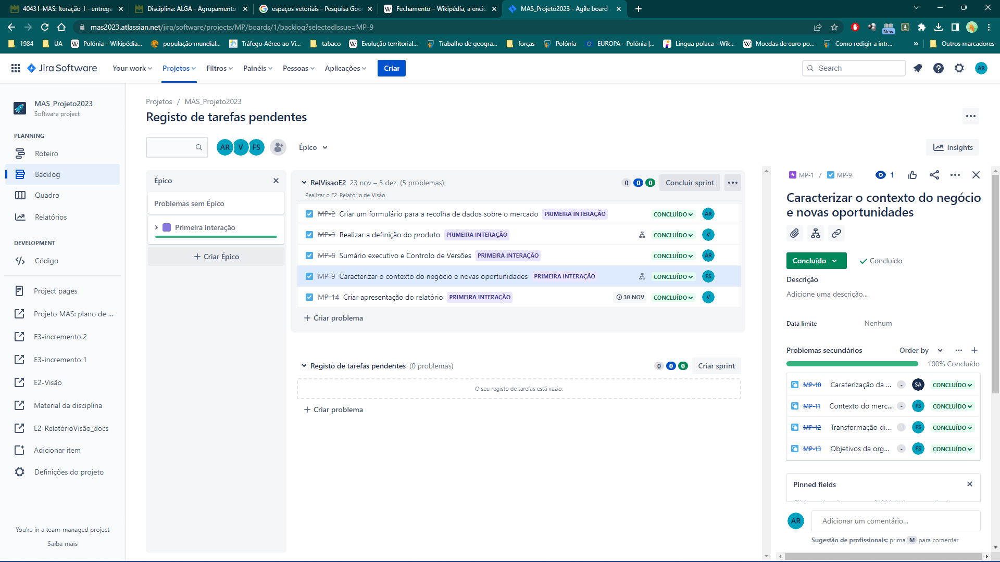 40431-MAS: Iteração 1 - entrega
Disciplina: ALGA - Agrupamento
espaços vetoriais - Pesquisa Goo
Fechamento – Wikipédia, a encicl
MAS_Projeto2023 - Agile board -
mas2023.atlassian.net/jira/software/projects/MP/boards/1/backlog?selectedIssue=MP-9
New
1984
UA
Polónia – Wikipédia...
população mundial...
Tráfego Aéreo ao Vi...
tabaco
Evolução territorial...
Trabalho de geogra...
forças
Polónia
EUROPA - Polónia |...
Lingua polaca - Wik...
Moedas de euro po...
Como redigir a intr...
»
Outros marcadores
Jira Software
Your work
Projetos
Filtros
Painéis
Pessoas
Aplicações
Criar
Search
AR
MAS_Projeto2023
Software project
PLANNING
Roteiro
Backlog
Quadro
Relatórios
DEVELOPMENT
Código
Project pages
Projeto MAS: plano de ...
E3-incremento 2
E3-incremento 1
E2-Visão
Material da disciplina
E2-RelatórioVisão_docs
Adicionar item
Definições do projeto
You're in a team-managed project
Saiba mais
Projetos / MAS_Projeto2023
Registo de tarefas pendentes
AR V FS
Épico
Insights
Épico
Problemas sem Épico
Primeira interação
+ Criar Épico
RelVisaoE2 23 nov – 5 dez (5 problemas)
0 0 0
Concluir sprint
Realizar o E2-Relatório de Visão
MP-2 Criar um formulário para a recolha de dados sobre o mercado PRIMEIRA INTERAÇÃO CONCLUÍDO AR
MP-3 Realizar a definição do produto PRIMEIRA INTERAÇÃO CONCLUÍDO V
MP-8 Sumário executivo e Controlo de Versões PRIMEIRA INTERAÇÃO CONCLUÍDO AR
MP-9 Caracterizar o contexto do negócio e novas oportunidades PRIMEIRA INTERAÇÃO CONCLUÍDO FS
MP-14 Criar apresentação do relatório PRIMEIRA INTERAÇÃO 30 NOV CONCLUÍDO V
+ Criar problema
Registo de tarefas pendentes (0 problemas)
0 0 0
Criar sprint
O seu registo de tarefas está vazio.
+ Criar problema
MP-1 / MP-9
1
Caracterizar o contexto do negócio
e novas oportunidades
Concluído
Concluído
Descrição
Adicione uma descrição...
Data limite
Nenhum
Problemas secundários
Order by
100% Concluído
MP-10 Caraterização da ... - SA CONCLUÍDO
MP-11 Contexto do merc... - FS CONCLUÍDO
MP-12 Transformação di... - FS CONCLUÍDO
MP-13 Objetivos da org... - FS CONCLUÍDO
Pinned fields
AR
Adicionar um comentário...
Sugestão de profissionais: prima M para comentar